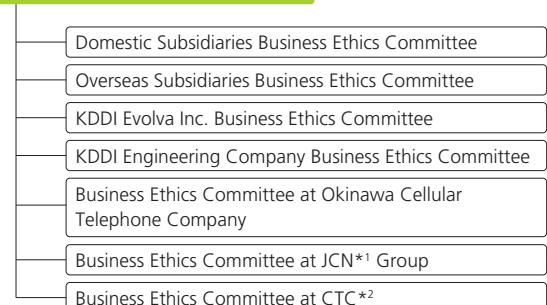 Domestic Subsidiaries Business Ethics Committee
Overseas Subsidiaries Business Ethics Committee
KDDI Evolva Inc. Business Ethics Committee
KDDI Engineering Company Business Ethics Committee
Business Ethics Committee at Okinawa Cellular
Telephone Company
Business Ethics Committee at JCN*1 Group
Business Ethics Committee at CTC*2